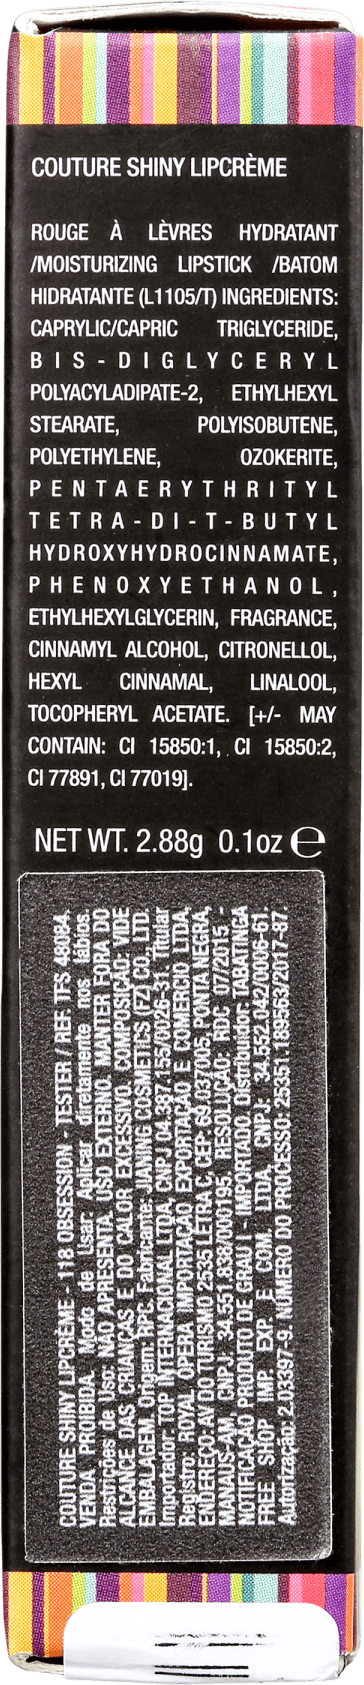 COUTURE SHINY LIPCRÈME
ROUGE À LÈVRES HYDRATANT
/MOISTURIZING LIPSTICK /BATOM
HIDRATANTE (L1105/T) INGREDIENTS:
CAPRYLIC/CAPRIC TRIGLYCERIDE,
BIS-DIGLYCERYL
POLYACYLADIPATE-2, ETHYLHEXYL
STEARATE, POLYISOBUTENE,
POLYETHYLENE, OZOKERITE,
PENTAERYTHRITYL
TETRA-DI-T-BUTYL
HYDROXYHYDROCINNAMATE,
PHENOXYETHANOL,
ETHYLHEXYLGLYCERIN, FRAGRANCE,
CINNAMYL ALCOHOL, CITRONELLOL,
HEXYL CINNAMAL, LINALOOL,
TOCOPHERYL ACETATE. [+/- MAY
CONTAIN: CI 15850:1, CI 15850:2,
CI 77891, CI 77019].
NET WT. 2.88g 0.1oz e
COUTURE SHINY LIPCRÈME - 118 OBSESSION - TESTER / REF. TFS 48084.
VENDA PROIBIDA. Modo de Usar: Aplicar diretamente nos lábios.
Restrições de Uso: NÃO APRESENTA. USO EXTERNO. MANTER FORA DO
ALCANCE DAS CRIANÇAS E DO CALOR EXCESSIVO. COMPOSIÇÃO: VIDE
EMBALAGEM. Origem: RPC. Fabricante: JIANING COSMETTS (FZ) CO., LTD.
Importador: TOP INTERNACIONAL LTDA, CNPJ 04.387.155/0026-31. Titular
Registro: ROYAL OPERA IMPORTAÇÃO EXPORTAÇÃO E COMERCIO LTDA,
ENDEREÇO: AV DO TURISMO 2535 LETRA C, CEP: 69.037/005. PONTA NEGRA,
MANAUS-AM, CNPJ: 34.551.838/0001-95. RESOLUÇÃO: RDC 07/2015 -
NOTIFICAÇÃO PRODUTO DE GRAU I - IMPORTADO. Distribuidor: TABATINGA
FREE SHOP IMP. EXP. E COM. LTDA. CNPJ: 34.552.042/0006-61.
Autorização: 2.03397-9. NÚMERO DO PROCESSO: 25351.169563/2017-87.